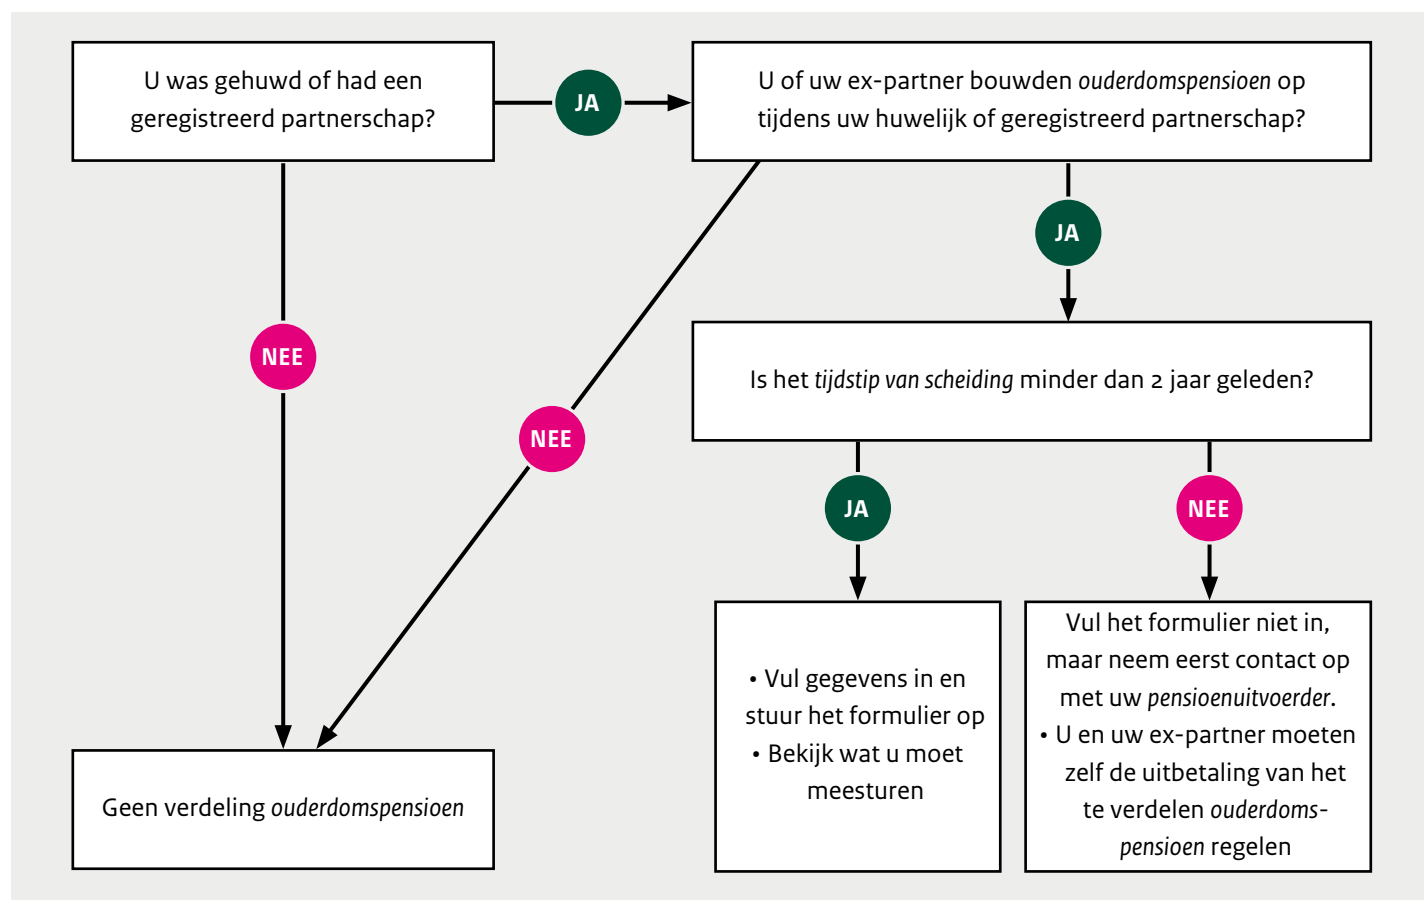 U was gehuwd of had een
geregistreerd partnerschap?
JA
U of uw ex-partner bouwden ouderdomspensioen op
tijdens uw huwelijk of geregistreerd partnerschap?
JA
NEE
Is het tijdstip van scheiding minder dan 2 jaar geleden?
NEE
JA
NEE
• Vul gegevens in en
stuur het formulier op
• Bekijk wat u moet
meesturen
Vul het formulier niet in,
maar neem eerst contact op
met uw pensioenuitvoerder.
• U en uw ex-partner moeten
zelf de uitbetaling van het
te verdelen ouderdoms-
pensioen regelen
Geen verdeling ouderdomspensioen